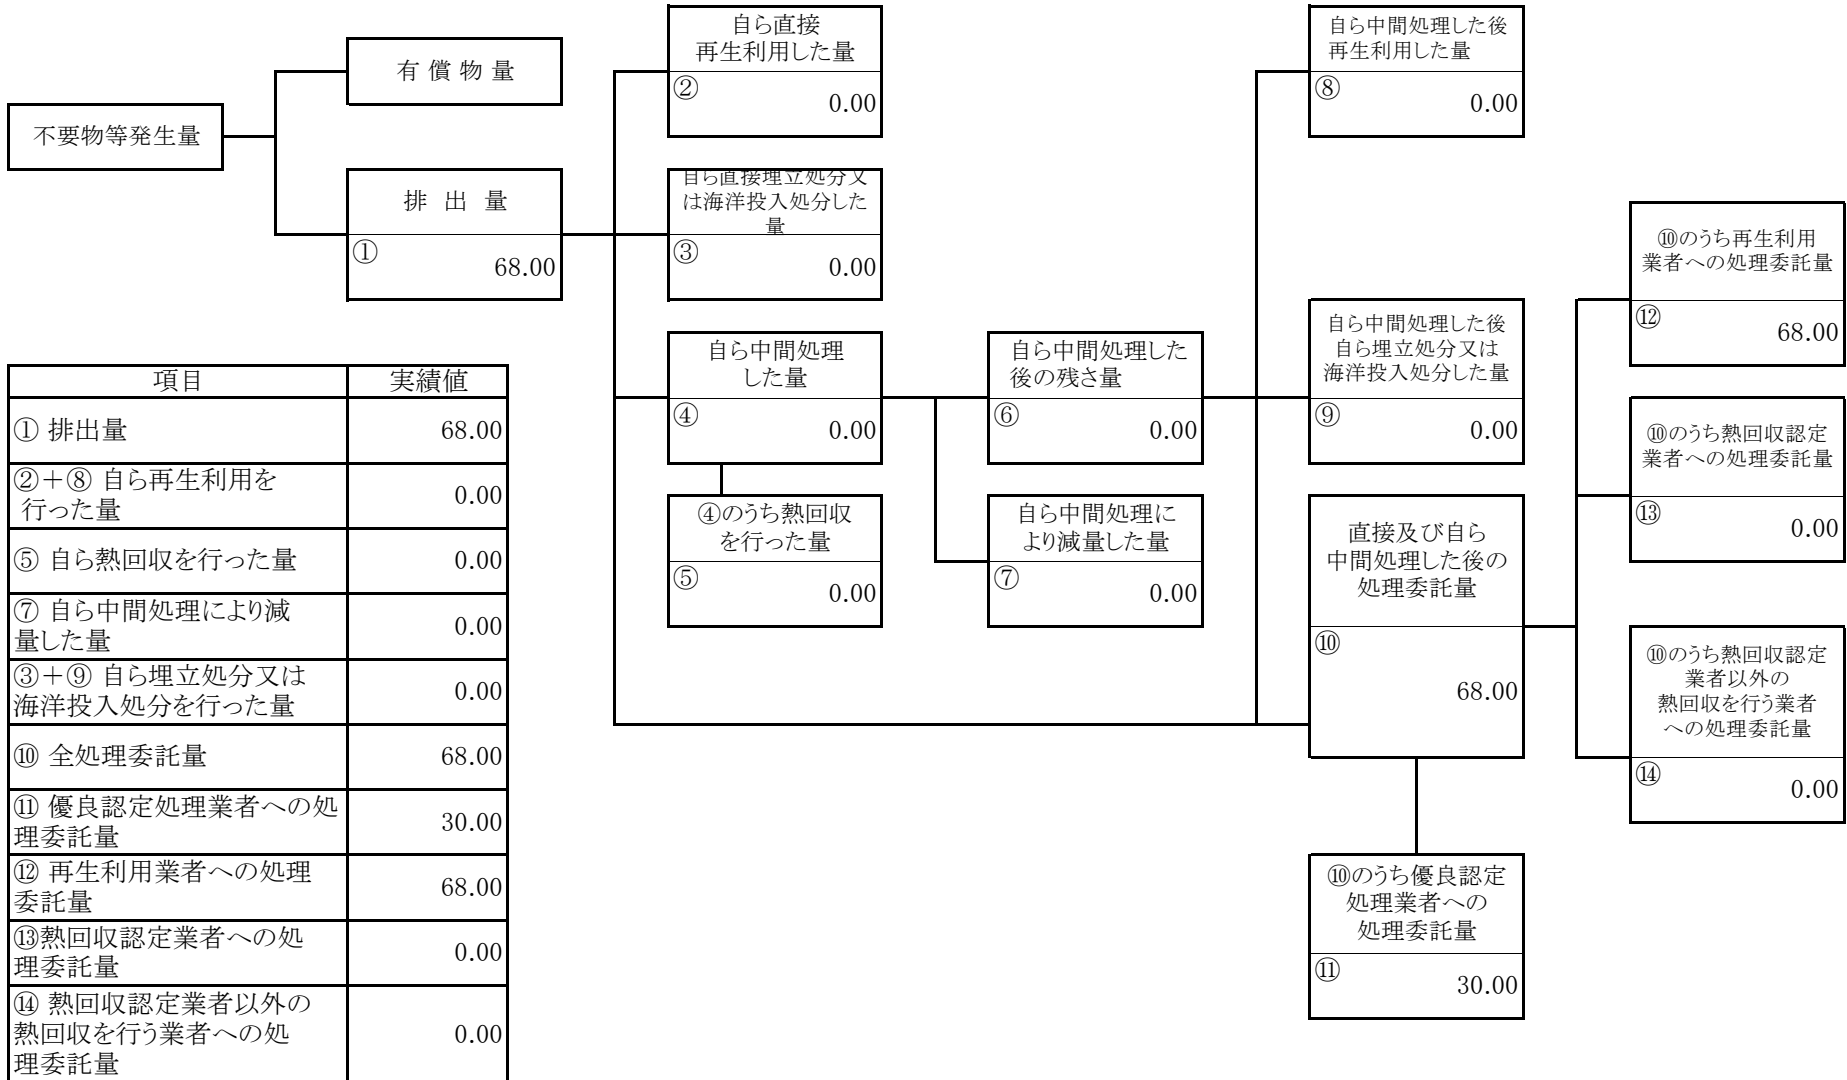 自ら直接
再生利用した量
②
0.00
自ら中間処理した後
再生利用した量
⑧
0.00
有償物量
不要物等発生量
排出量
①
68.00
自ら直接埋立処分又
は海洋投入処分した
量
③
0.00
⑩のうち再生利用
業者への処理委託量
⑫
68.00
自ら中間処理
した量
④
0.00
自ら中間処理した
後の残さ量
⑥
0.00
自ら中間処理した後
自ら埋立処分又は
海洋投入処分した量
⑨
0.00
⑩のうち熱回収認定
業者への処理委託量
⑬
0.00
④のうち熱回収
を行った量
⑤
0.00
自ら中間処理に
より減量した量
⑦
0.00
直接及び自ら
中間処理した後の
処理委託量
⑩
68.00
⑩のうち熱回収認定
業者以外の
熱回収を行う業者
への処理委託量
⑭
0.00
⑩のうち優良認定
処理業者への
処理委託量
⑪
30.00
項目 実績値
① 排出量 68.00
②+⑧ 自ら再生利用を
行った量 0.00
⑤ 自ら熱回収を行った量 0.00
⑦ 自ら中間処理により減
量した量 0.00
③+⑨ 自ら埋立処分又は
海洋投入処分を行った量 0.00
⑩ 全処理委託量 68.00
⑪ 優良認定処理業者への処
理委託量 30.00
⑫ 再生利用業者への処理
委託量 68.00
⑬熱回収認定業者への処
理委託量 0.00
⑭ 熱回収認定業者以外の
熱回収を行う業者への処
理委託量 0.00